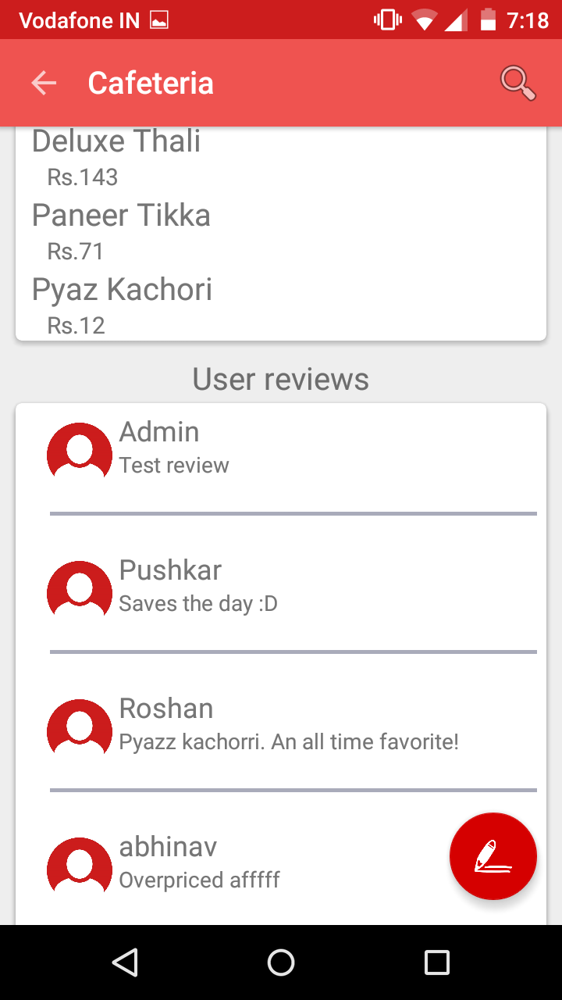 Vodafone IN 7:18
Cafeteria
Deluxe Thali
Rs.143
Paneer Tikka
Rs.71
Pyaz Kachori
Rs.12
User reviews
Admin
Test review
Pushkar
Saves the day :D
Roshan
Pyazz kachorri. An all time favorite!
abhinav
Overpriced afffff